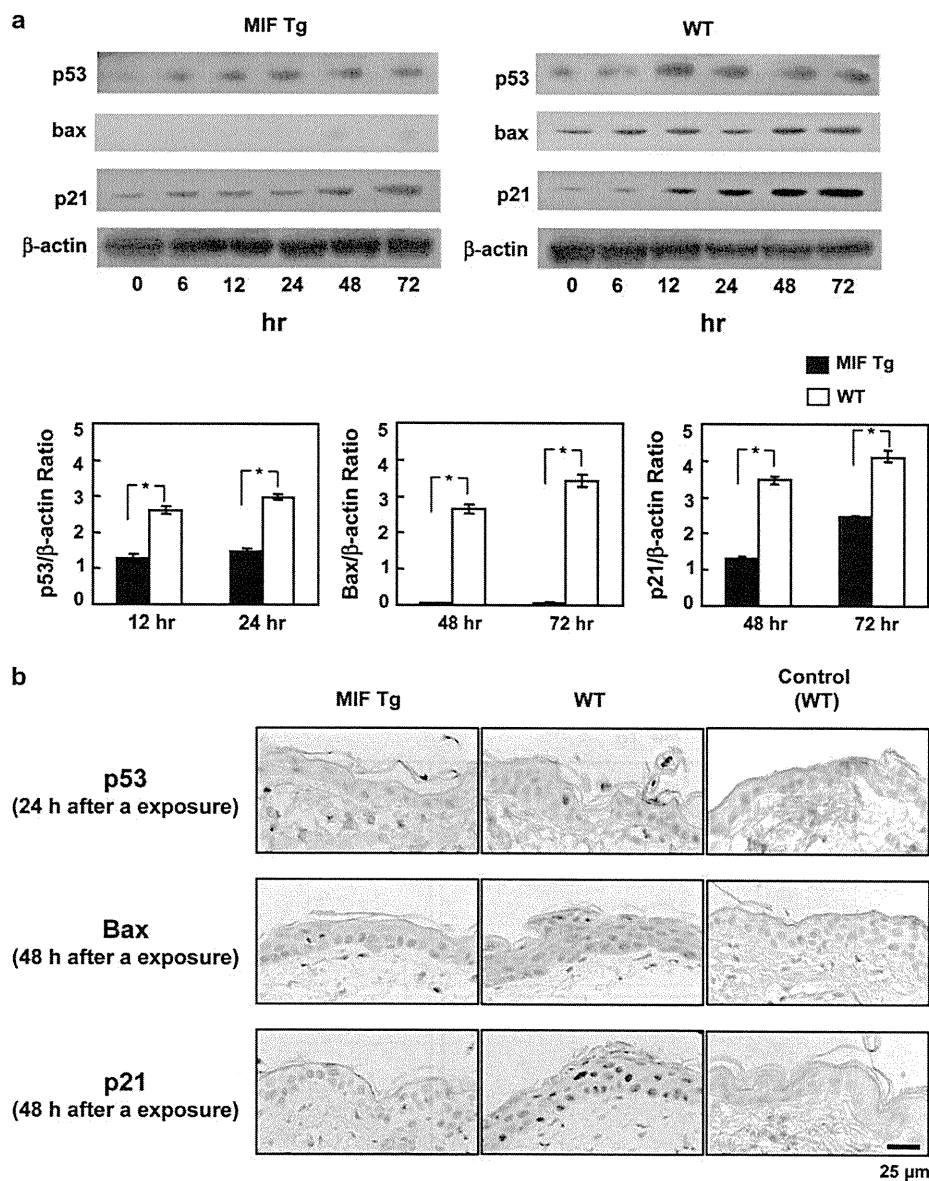 a
MIF Tg
WT
p53
bax
p21
β-actin
0 6 12 24 48 72
hr
p53
bax
p21
β-actin
0 6 12 24 48 72
hr
MIF Tg
WT
p53/β-actin Ratio
5
4
3
2
1
0
*
*
12 hr
24 hr
Bax/β-actin Ratio
5
4
3
2
1
0
*
*
48 hr
72 hr
p21/β-actin Ratio
5
4
3
2
1
0
*
*
48 hr
72 hr
b
MIF Tg
WT
Control
(WT)
p53
(24 h after a exposure)
Bax
(48 h after a exposure)
p21
(48 h after a exposure)
25 µm